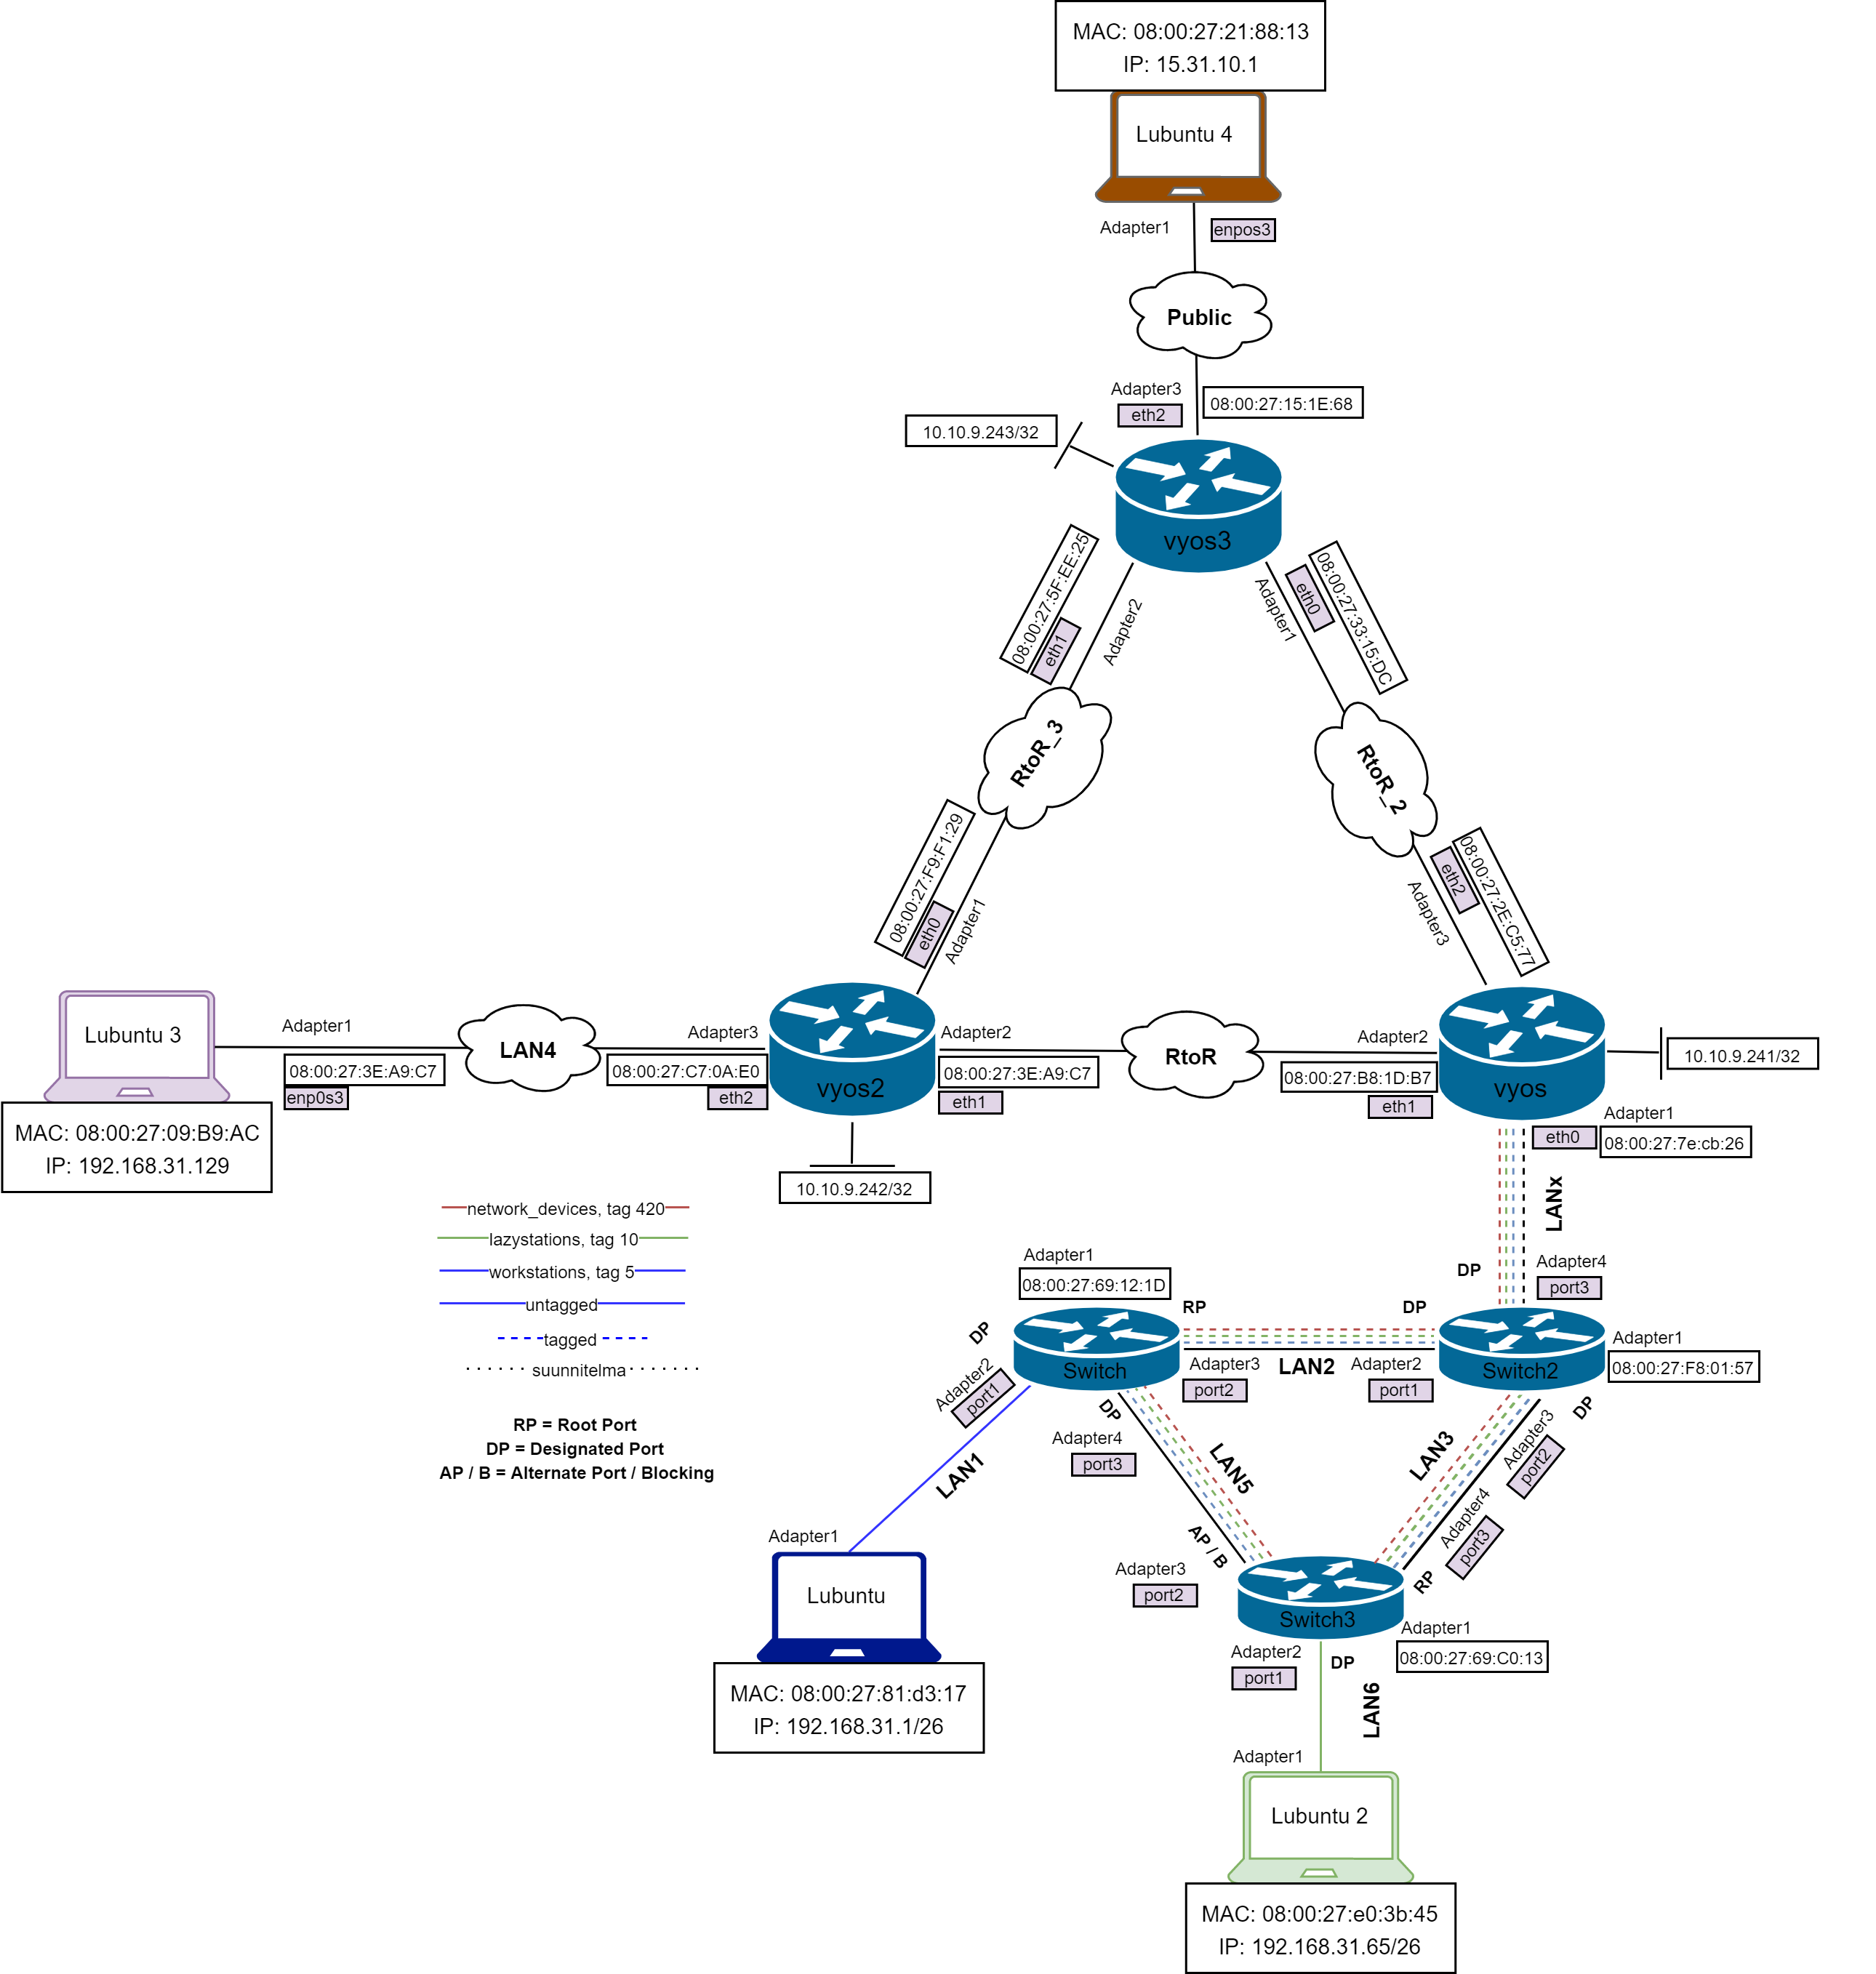 MAC: 08:00:27:21:88:13
IP: 15.31.10.1
Lubuntu 4
Adapter1
enpos3
Public
Adapter3
eth2
08:00:27:15:1E:68
10.10.9.243/32
vyos3
08:00:27:5F:EE:25
eth1
Adapter2
Adapter1
eth0
08:00:27:33:15:DC
RtoR_3
RtoR_2
08:00:27:F9:F1:29
eth0
Adapter1
Adapter3
eth2
08:00:27:2E:C5:77
Lubuntu 3
Adapter1
08:00:27:3E:A9:C7
enp0s3
MAC: 08:00:27:09:B9:AC
IP: 192.168.31.129
LAN4
Adapter3
08:00:27:C7:0A:E0
eth2
vyos2
Adapter2
08:00:27:3E:A9:C7
eth1
10.10.9.242/32
RtoR
Adapter2
08:00:27:B8:1D:B7
eth1
vyos
10.10.9.241/32
Adapter1
eth0
08:00:27:7e:cb:26
LANx
network_devices, tag 420
lazystations, tag 10
workstations, tag 5
untagged
tagged
suunnitelma
RP = Root Port
DP = Designated Port
AP / B = Alternate Port / Blocking
Adapter1
08:00:27:69:12:1D
Switch
DP
Adapter2
port1
RP
Adapter3
port2
LAN2
DP
Adapter2
port1
DP
Adapter4
port3
Switch2
Adapter1
08:00:27:F8:01:57
DP
Adapter4
port3
LAN5
LAN3
Adapter3
port2
DP
LAN1
AP / B
Adapter3
port2
Adapter4
port3
RP
Switch3
Adapter1
08:00:27:69:C0:13
Adapter2
port1
DP
LAN6
Adapter1
Lubuntu
MAC: 08:00:27:81:d3:17
IP: 192.168.31.1/26
Adapter1
Lubuntu 2
MAC: 08:00:27:e0:3b:45
IP: 192.168.31.65/26